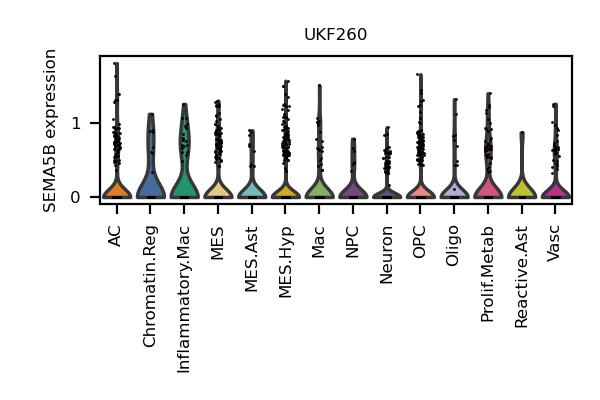 UKF260
SEMA5B expression
1
0
AC
Chromatin.Reg
Inflammatory.Mac
MES
MES.Ast
MES.Hyp
Mac
NPC
Neuron
OPC
Oligo
Prolif.Metab
Reactive.Ast
Vasc